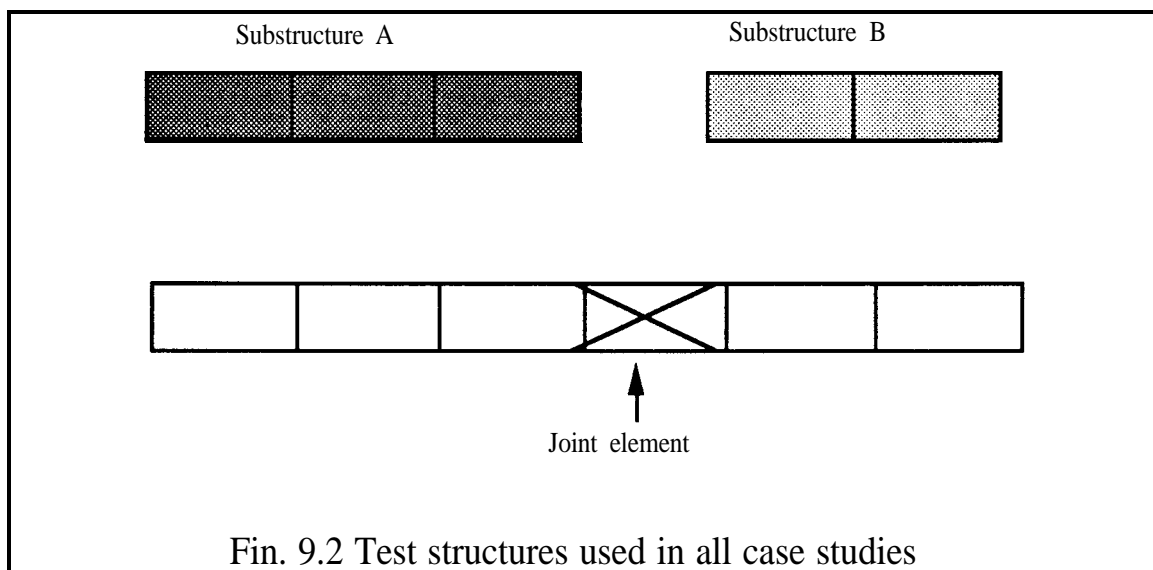 Substructure A
Substructure B
Joint element
Fin. 9.2 Test structures used in all case studies